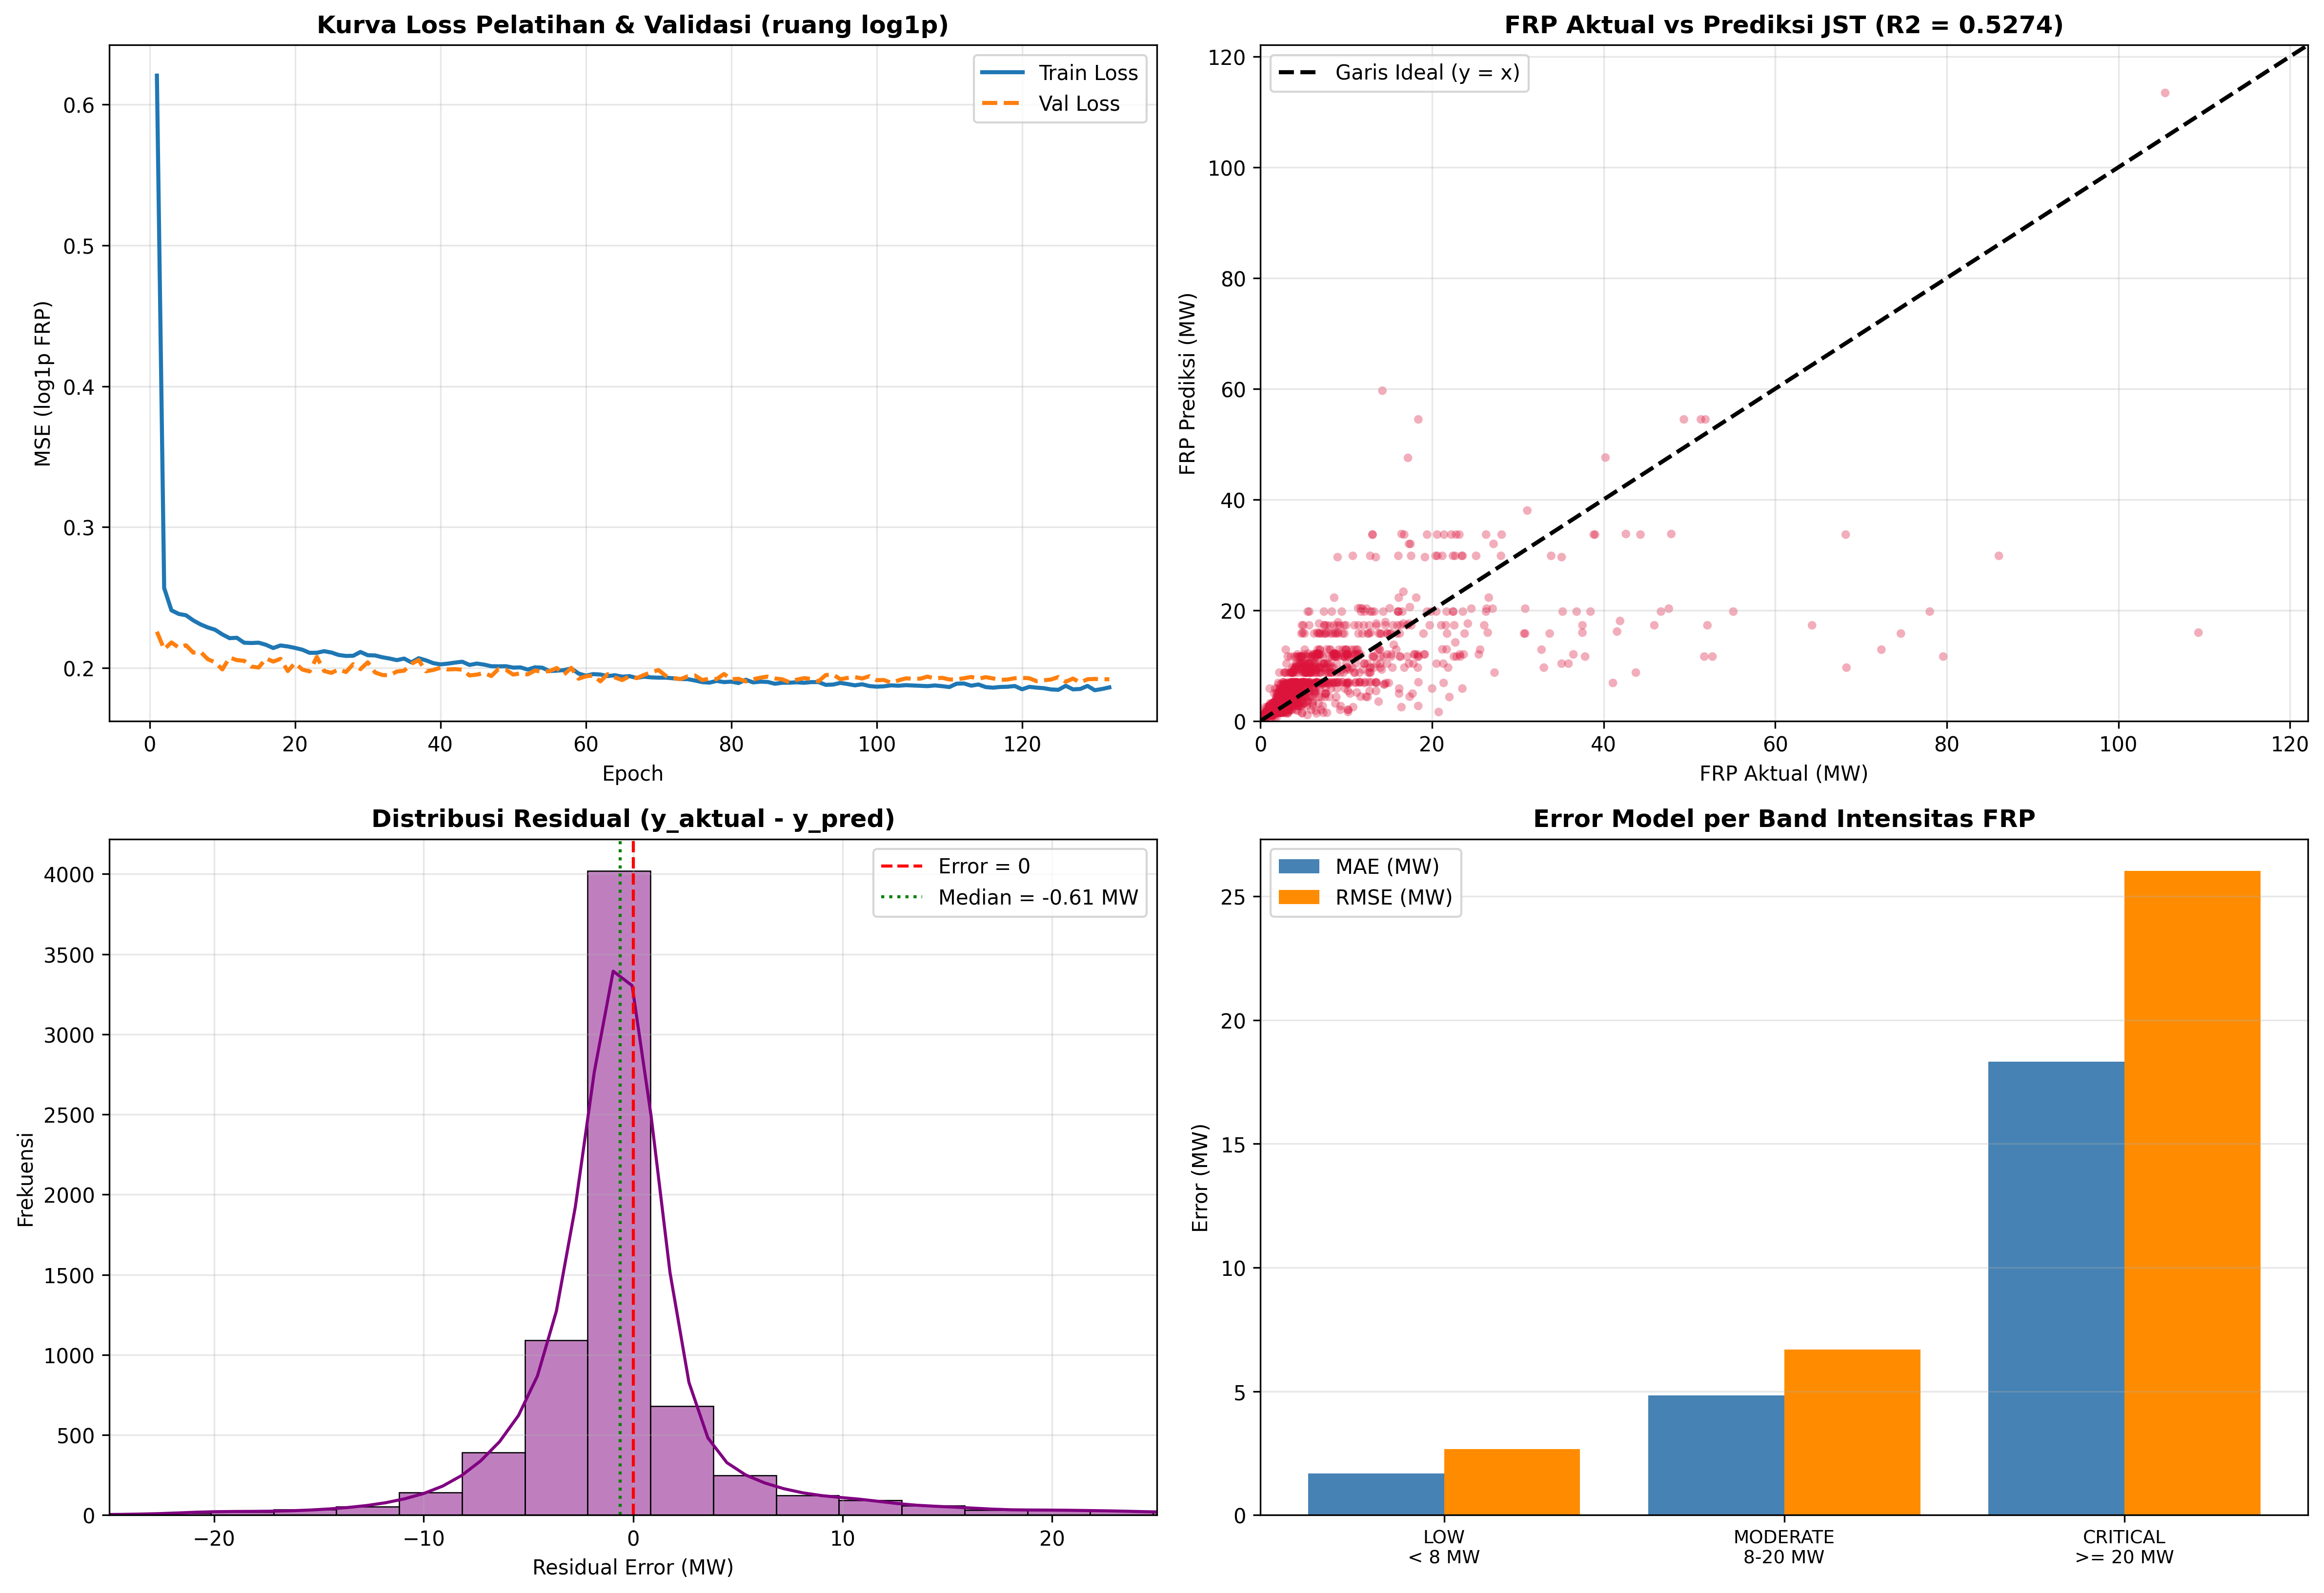 Kurva Loss Pelatihan & Validasi (ruang log1p)
Train Loss
Val Loss
MSE (log1p FRP)
0.6
0.5
0.4
0.3
0.2
0
20
40
60
80
100
120
Epoch
FRP Aktual vs Prediksi JST (R2 = 0.5274)
Garis Ideal (y = x)
FRP Prediksi (MW)
120
100
80
60
40
20
0
0
20
40
60
80
100
120
FRP Aktual (MW)
Distribusi Residual (y_aktual - y_pred)
Error = 0
Median = -0.61 MW
Frekuensi
4000
3500
3000
2500
2000
1500
1000
500
0
−20
−10
0
10
20
Residual Error (MW)
Error Model per Band Intensitas FRP
MAE (MW)
RMSE (MW)
Error (MW)
25
20
15
10
5
0
LOW
< 8 MW
MODERATE
8-20 MW
CRITICAL
>= 20 MW